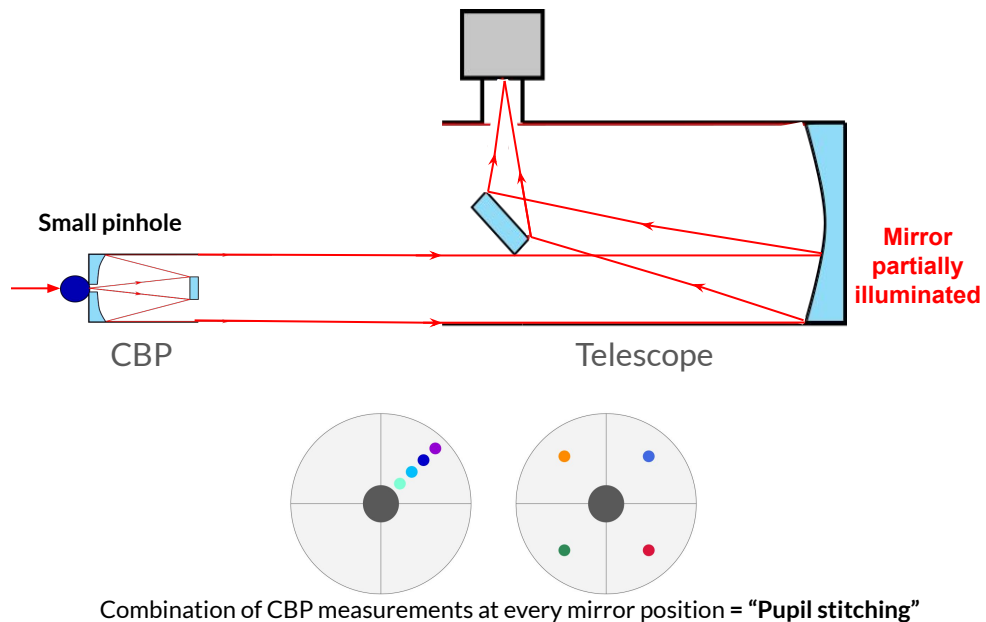 Small pinhole
Mirror
partially
illuminated
CBP
Telescope
Combination of CBP measurements at every mirror position = “Pupil stitching”